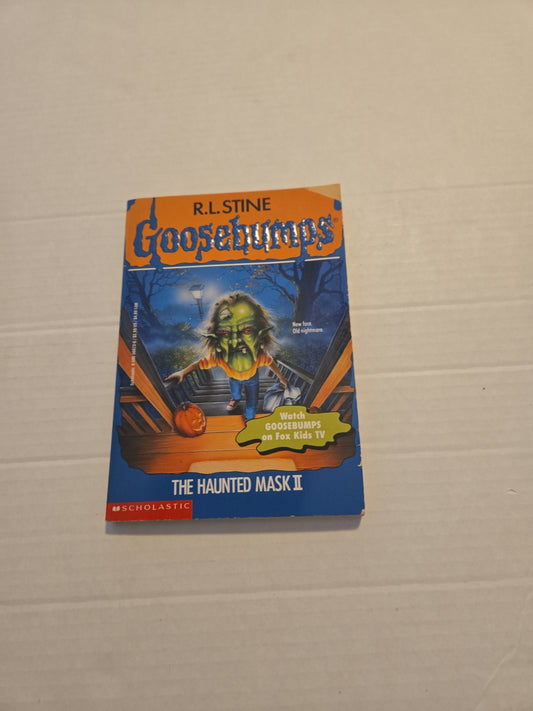 R.L. STINE
Goosebumps®
New face.
Old nightmare.
Watch
GOOSEBUMPS
on Fox Kids TV
THE HAUNTED MASK II
SCHOLASTIC